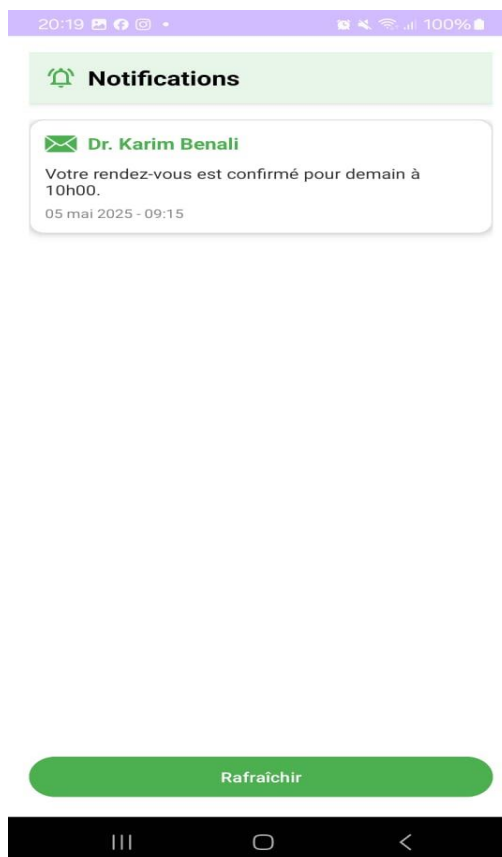 20:19
100%
Notifications
Dr. Karim Benali
Votre rendez-vous est confirmé pour demain à
10h00.
05 mai 2025 - 09:15
Rafraîchir